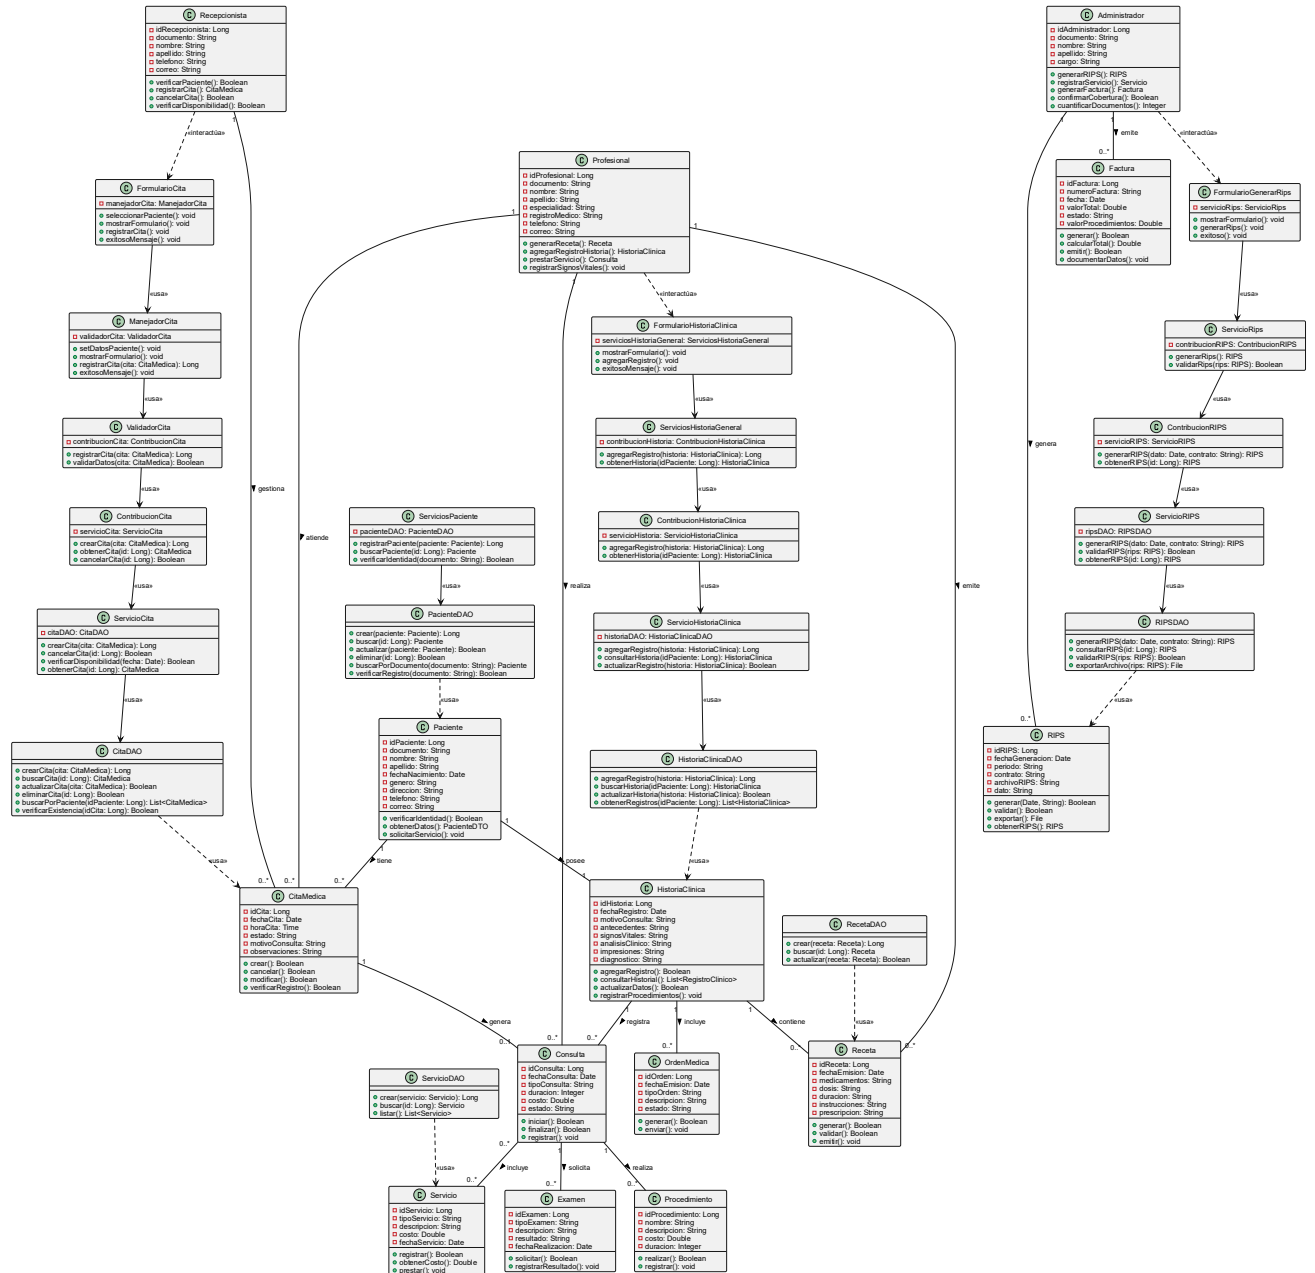 C Recepcionista
idRecepcionista: Long
documento: String
nombre: String
apellido: String
telefono: String
correo: String
verificarPaciente(): Boolean
registrarCita(): CitaMedica
cancelarCita(): Boolean
verificarDisponibilidad(): Boolean
1
«interactúa»
C Administrador
idAdministrador: Long
documento: String
nombre: String
apellido: String
cargo: String
generarRIPS(): RIPS
registrarServicio(): Servicio
generarFactura(): Factura
confirmarCobertura(): Boolean
cuantificarDocumentos(): Integer
1
1
emite
«interactúa»
0..*
C Profesional
idProfesional: Long
documento: String
nombre: String
apellido: String
especialidad: String
registroMedico: String
telefono: String
correo: String
generarReceta(): Receta
agregarRegistroHistoria(): HistoriaClinica
prestarServicio(): Consulta
registrarSignosVitales(): void
1
1
1
«interactúa»
C Factura
idFactura: Long
numeroFactura: String
fecha: Date
valorTotal: Double
estado: String
valorProcedimientos: Double
generar(): Boolean
calcularTotal(): Double
emitir(): Boolean
documentarDatos(): void
C FormularioGenerarRips
servicioRips: ServicioRips
mostrarFormulario(): void
generarRips(): void
exitoso(): void
«usa»
C FormularioCita
manejadorCita: ManejadorCita
seleccionarPaciente(): void
mostrarFormulario(): void
registrarCita(): void
exitosoMensaje(): void
«usa»
C ManejadorCita
validadorCita: ValidadorCita
setDatosPaciente(): void
mostrarFormulario(): void
registrarCita(cita: CitaMedica): Long
exitosoMensaje(): void
«usa»
C FormularioHistoriaClinica
serviciosHistoriaGeneral: ServiciosHistoriaGeneral
mostrarFormulario(): void
agregarRegistro(): void
exitosoMensaje(): void
«usa»
C ServicioRips
contribucionRIPS: ContribucionRIPS
generarRips(): RIPS
validarRips(rips: RIPS): Boolean
«usa»
C ValidadorCita
contribucionCita: ContribucionCita
registrarCita(cita: CitaMedica): Long
validarDatos(cita: CitaMedica): Boolean
«usa»
gestiona
C ServiciosHistoriaGeneral
contribucionHistoria: ContribucionHistoriaClinica
agregarRegistro(historia: HistoriaClinica): Long
obtenerHistoria(idPaciente: Long): HistoriaClinica
«usa»
C ContribucionRIPS
servicioRIPS: ServicioRIPS
generarRIPS(dato: Date, contrato: String): RIPS
obtenerRIPS(id: Long): RIPS
«usa»
genera
C ContribucionCita
servicioCita: ServicioCita
crearCita(cita: CitaMedica): Long
obtenerCita(id: Long): CitaMedica
cancelarCita(id: Long): Boolean
«usa»
atiende
C ServiciosPaciente
pacienteDAO: PacienteDAO
registrarPaciente(paciente: Paciente): Long
buscarPaciente(id: Long): Paciente
verificarIdentidad(documento: String): Boolean
«usa»
realiza
C ContribucionHistoriaClinica
servicioHistoria: ServicioHistoriaClinica
agregarRegistro(historia: HistoriaClinica): Long
obtenerHistoria(idPaciente: Long): HistoriaClinica
«usa»
emite
C ServicioRIPS
ripsDAO: RIPSDAO
generarRIPS(dato: Date, contrato: String): RIPS
validarRIPS(rips: RIPS): Boolean
obtenerRIPS(id: Long): RIPS
«usa»
C ServicioCita
citaDAO: CitaDAO
crearCita(cita: CitaMedica): Long
cancelarCita(id: Long): Boolean
verificarDisponibilidad(fecha: Date): Boolean
obtenerCita(id: Long): CitaMedica
«usa»
C PacienteDAO
crear(paciente: Paciente): Long
buscar(id: Long): Paciente
actualizar(paciente: Paciente): Boolean
eliminar(id: Long): Boolean
buscarPorDocumento(documento: String): Paciente
verificarRegistro(documento: String): Boolean
«usa»
C ServicioHistoriaClinica
historiaDAO: HistoriaClinicaDAO
agregarRegistro(historia: HistoriaClinica): Long
consultarHistoria(idPaciente: Long): HistoriaClinica
actualizarRegistro(historia: HistoriaClinica): Boolean
«usa»
C RIPSDAO
generarRIPS(dato: Date, contrato: String): RIPS
consultarRIPS(id: Long): RIPS
validarRIPS(rips: RIPS): Boolean
exportarArchivo(rips: RIPS): File
«usa»
0..*
C CitaDAO
crearCita(cita: CitaMedica): Long
buscarCita(id: Long): CitaMedica
actualizarCita(cita: CitaMedica): Boolean
eliminarCita(id: Long): Boolean
buscarPorPaciente(idPaciente: Long): List<CitaMedica>
verificarExistencia(idCita: Long): Boolean
«usa»
C Paciente
idPaciente: Long
documento: String
nombre: String
apellido: String
fechaNacimiento: Date
genero: String
direccion: String
telefono: String
correo: String
verificarIdentidad(): Boolean
obtenerDatos(): PacienteDTO
solicitarServicio(): void
1
1
tiene
posee
C HistoriaClinicaDAO
agregarRegistro(historia: HistoriaClinica): Long
buscarHistoria(idPaciente: Long): HistoriaClinica
actualizarHistoria(historia: HistoriaClinica): Boolean
obtenerRegistros(idPaciente: Long): List<HistoriaClinica>
«usa»
C RIPS
idRIPS: Long
fechaGeneracion: Date
periodo: String
contrato: String
archivoRIPS: String
dato: String
generar(Date, String): Boolean
validar(): Boolean
exportar(): File
obtenerRIPS(): RIPS
0..*
0..*
0..*
1
C CitaMedica
idCita: Long
fechaCita: Date
horaCita: Time
estado: String
motivoConsulta: String
observaciones: String
crear(): Boolean
cancelar(): Boolean
modificar(): Boolean
verificarRegistro(): Boolean
1
genera
C HistoriaClinica
idHistoria: Long
fechaRegistro: Date
motivoConsulta: String
antecedentes: String
signosVitales: String
analisisClinico: String
impresiones: String
diagnostico: String
agregarRegistro(): Boolean
consultarHistorial(): List<RegistroClinico>
actualizarDatos(): Boolean
registrarProcedimientos(): void
1
1
1
registra
incluye
contiene
C RecetaDAO
crear(receta: Receta): Long
buscar(id: Long): Receta
actualizar(receta: Receta): Boolean
«usa»
0..1
0..*
0..*
0..*
0..*
0..*
C Consulta
idConsulta: Long
fechaConsulta: Date
tipoConsulta: String
duracion: Integer
costo: Double
estado: String
iniciar(): Boolean
finalizar(): Boolean
registrar(): void
C OrdenMedica
idOrden: Long
fechaEmision: Date
tipoOrden: String
descripcion: String
estado: String
generar(): Boolean
enviar(): void
C Receta
idReceta: Long
fechaEmision: Date
medicamentos: String
dosis: String
duracion: String
instrucciones: String
prescripcion: String
generar(): Boolean
validar(): Boolean
emitir(): void
C ServicioDAO
crear(servicio: Servicio): Long
buscar(id: Long): Servicio
listar(): List<Servicio>
«usa»
0..*
1
1
incluye
solicita
realiza
0..*
0..*
0..*
C Servicio
idServicio: Long
tipoServicio: String
descripcion: String
costo: Double
fechaServicio: Date
registrar(): Boolean
obtenerCosto(): Double
prestar(): void
C Examen
idExamen: Long
tipoExamen: String
descripcion: String
resultado: String
fechaRealizacion: Date
solicitar(): Boolean
registrarResultado(): void
C Procedimiento
idProcedimiento: Long
nombre: String
descripcion: String
costo: Double
duracion: Integer
realizar(): Boolean
registrar(): void